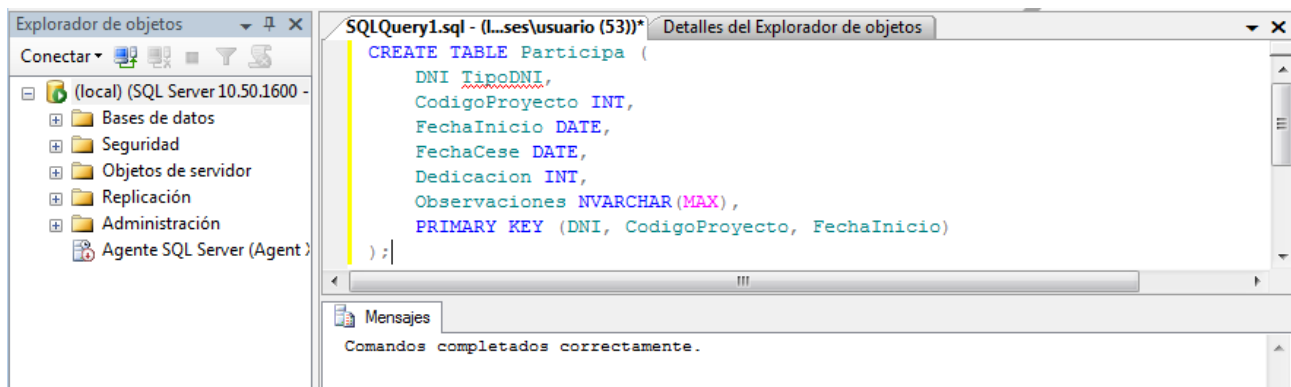 Explorador de objetos
Conectar
(local) (SQL Server 10.50.1600 -
Bases de datos
Seguridad
Objetos de servidor
Replicación
Administración
Agente SQL Server (Agent
SQLQuery1.sql - (l...ses\usuario (53))*
Detalles del Explorador de objetos
CREATE TABLE Participa (
DNI TipoDNI,
CodigoProyecto INT,
FechaInicio DATE,
FechaCese DATE,
Dedicacion INT,
Observaciones NVARCHAR(MAX),
PRIMARY KEY (DNI, CodigoProyecto, FechaInicio)
);
Mensajes
Comandos completados correctamente.